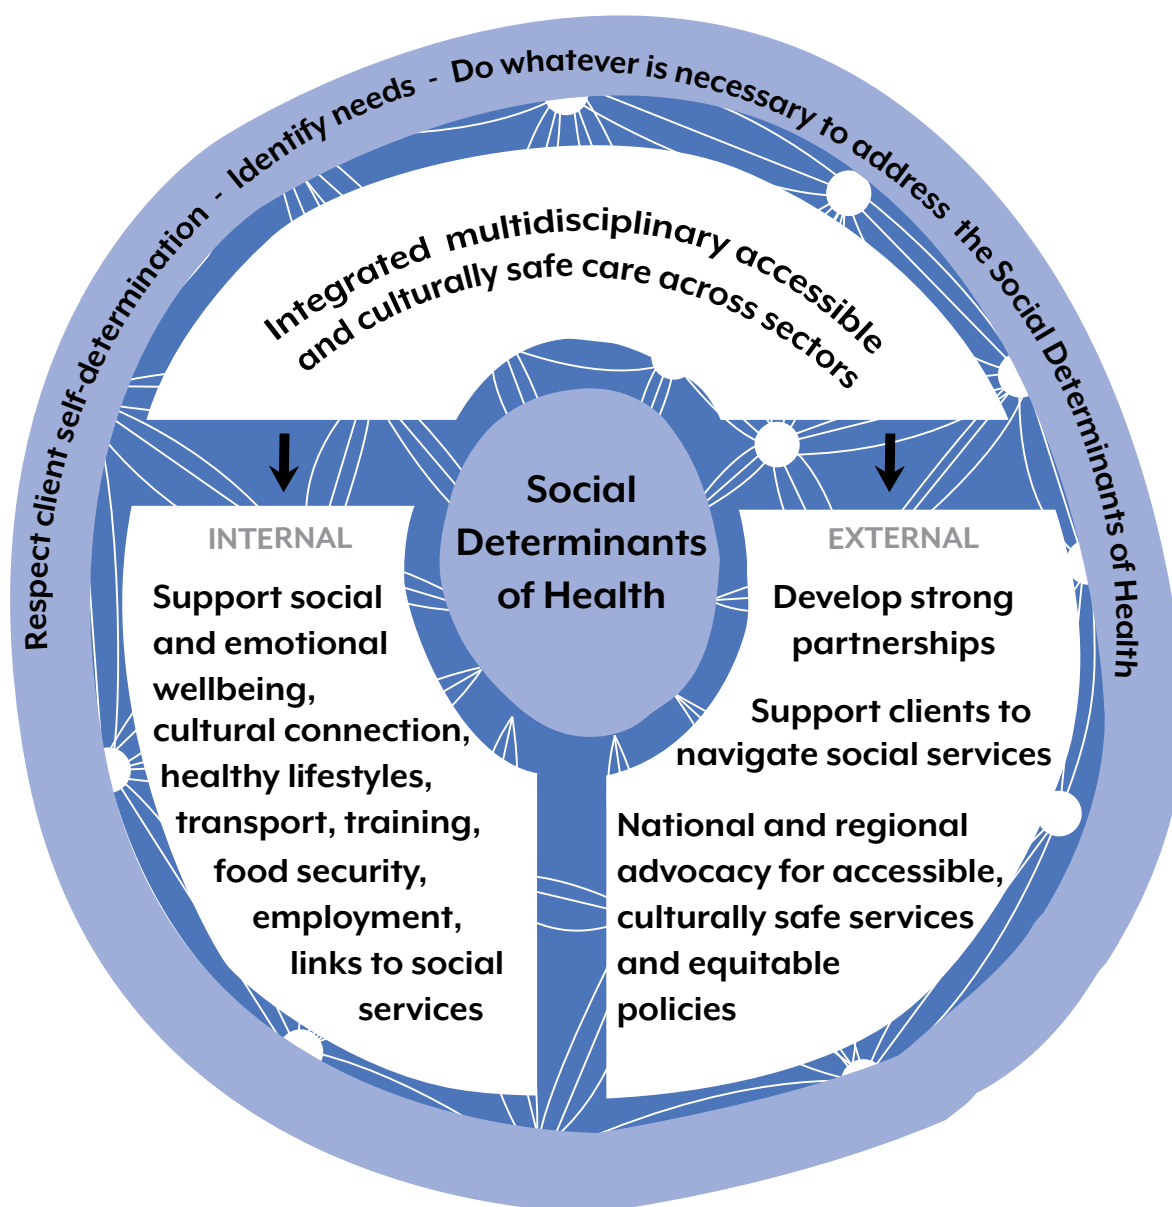 Respect client self-determination - Identify needs - Do whatever is necessary to address the Social Determinants of Health
Integrated multidisciplinary accessible
and culturally safe care across sectors
Social
Determinants
of Health
INTERNAL
Support social
and emotional
wellbeing,
cultural connection,
healthy lifestyles,
transport, training,
food security,
employment,
links to social
services
EXTERNAL
Develop strong
partnerships
Support clients to
navigate social services
National and regional
advocacy for accessible,
culturally safe services
and equitable
policies